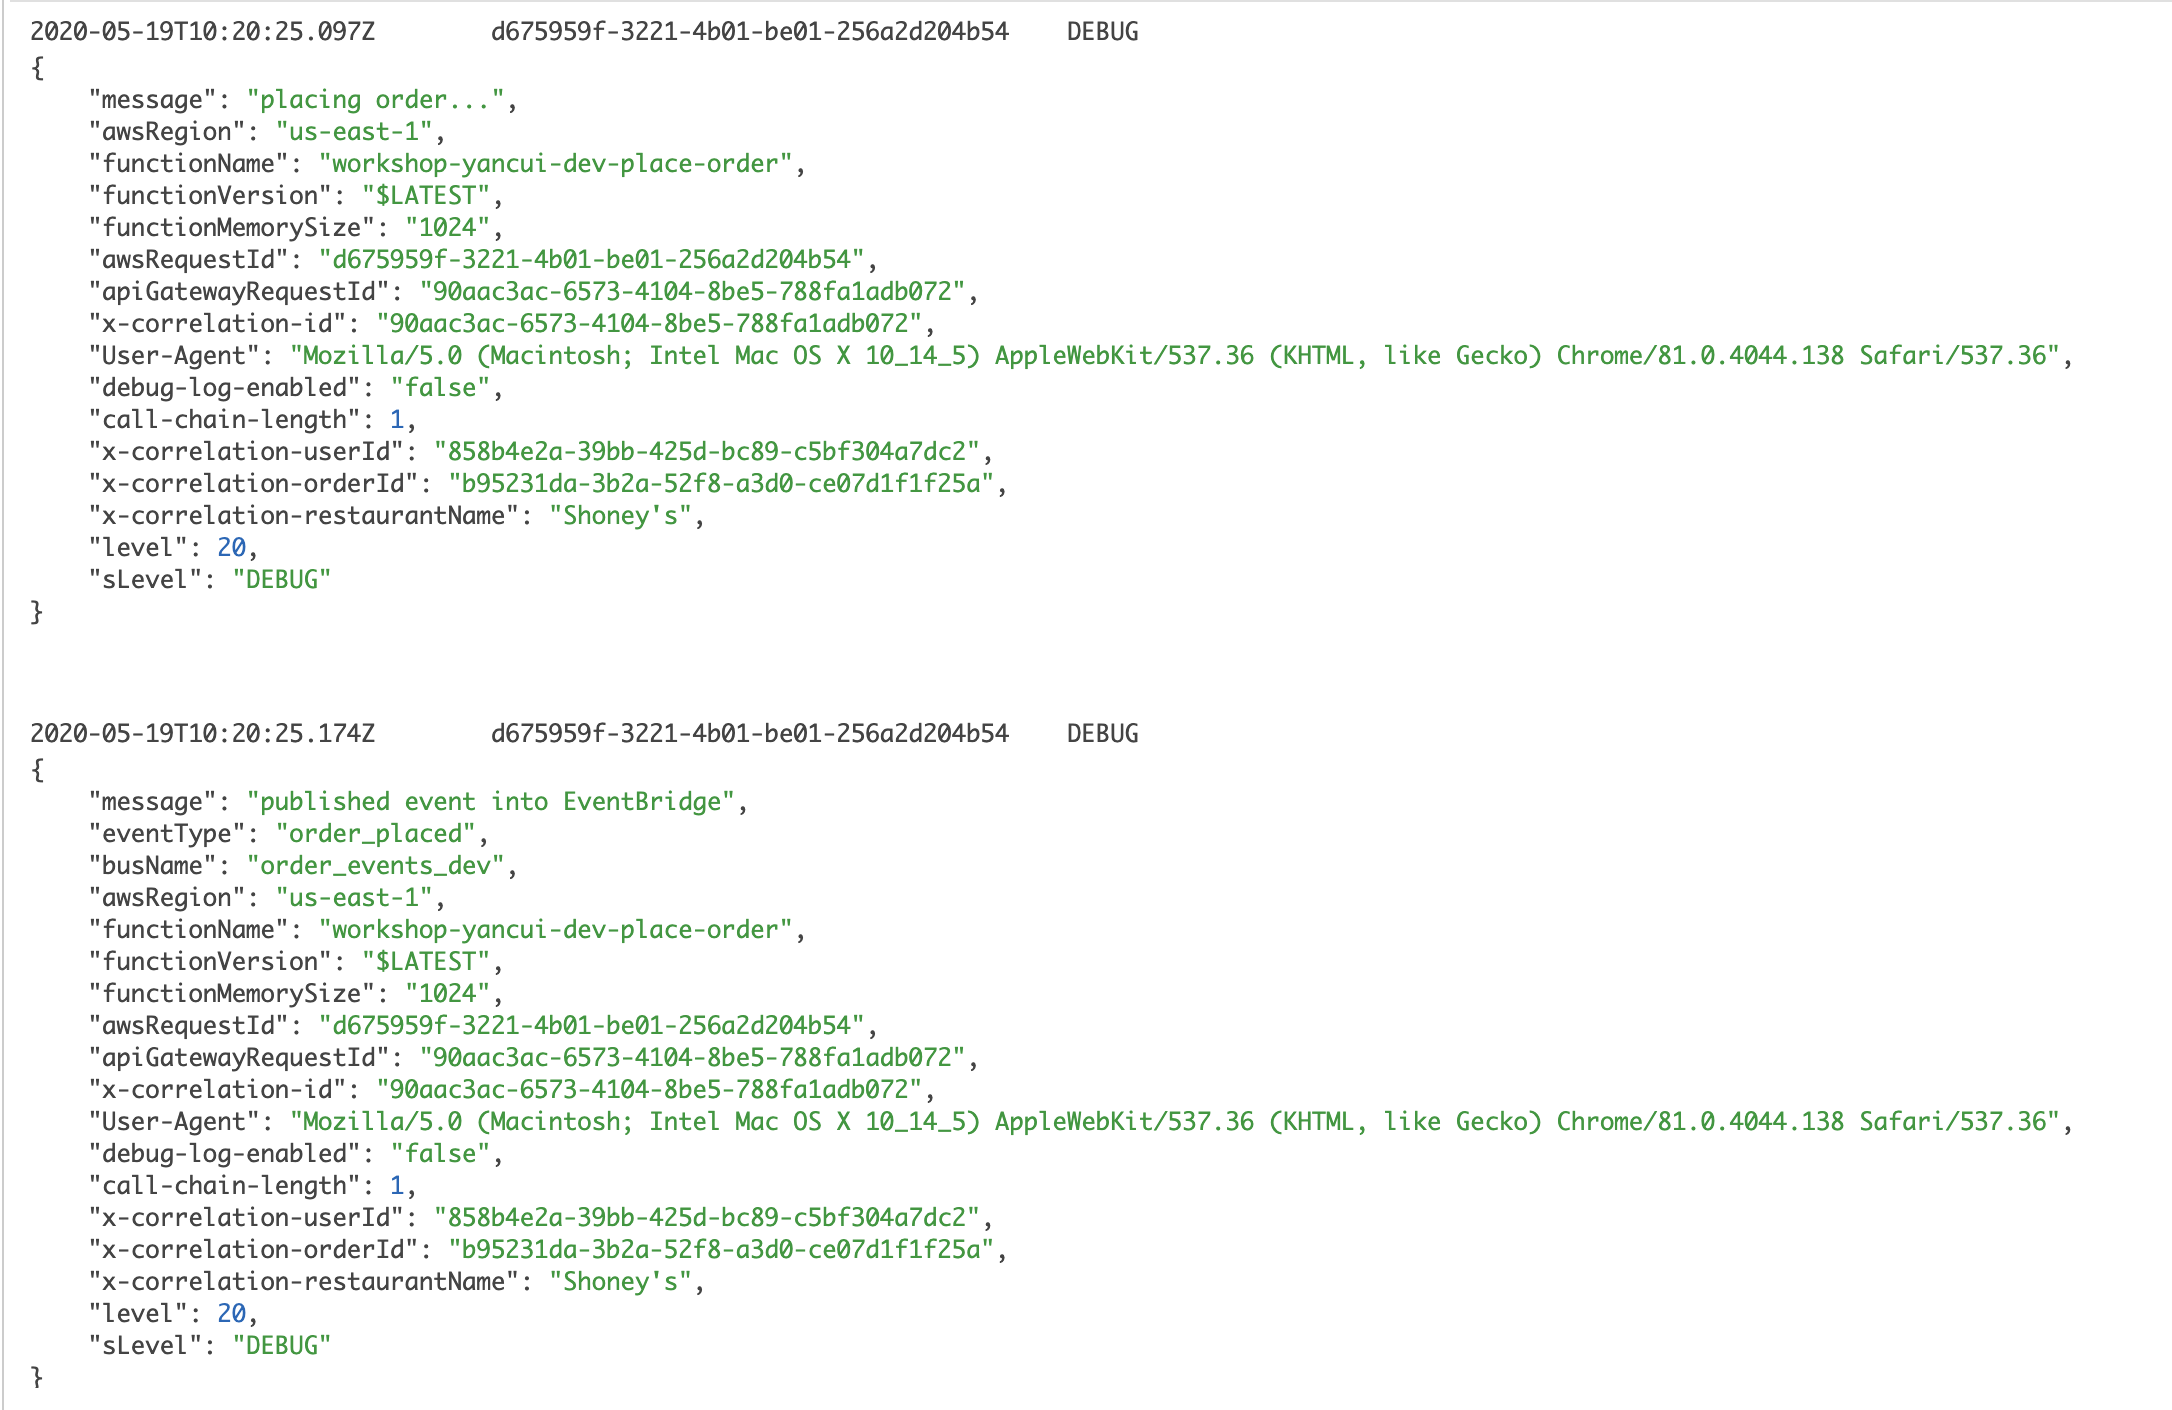 2020-05-19T10:20:25.097Z d675959f-3221-4b01-be01-256a2d204b54 DEBUG
{
"message": "placing order...",
"awsRegion": "us-east-1",
"functionName": "workshop-yancui-dev-place-order",
"functionVersion": "$LATEST",
"functionMemorySize": "1024",
"awsRequestId": "d675959f-3221-4b01-be01-256a2d204b54",
"apiGatewayRequestId": "90aac3ac-6573-4104-8be5-788fa1adb072",
"x-correlation-id": "90aac3ac-6573-4104-8be5-788fa1adb072",
"User-Agent": "Mozilla/5.0 (Macintosh; Intel Mac OS X 10_14_5) AppleWebKit/537.36 (KHTML, like Gecko) Chrome/81.0.4044.138 Safari/537.36",
"debug-log-enabled": "false",
"call-chain-length": 1,
"x-correlation-userId": "858b4e2a-39bb-425d-bc89-c5bf304a7dc2",
"x-correlation-orderId": "b95231da-3b2a-52f8-a3d0-ce07d1f1f25a",
"x-correlation-restaurantName": "Shoney's",
"level": 20,
"sLevel": "DEBUG"
}
2020-05-19T10:20:25.174Z d675959f-3221-4b01-be01-256a2d204b54 DEBUG
{
"message": "published event into EventBridge",
"eventType": "order_placed",
"busName": "order_events_dev",
"awsRegion": "us-east-1",
"functionName": "workshop-yancui-dev-place-order",
"functionVersion": "$LATEST",
"functionMemorySize": "1024",
"awsRequestId": "d675959f-3221-4b01-be01-256a2d204b54",
"apiGatewayRequestId": "90aac3ac-6573-4104-8be5-788fa1adb072",
"x-correlation-id": "90aac3ac-6573-4104-8be5-788fa1adb072",
"User-Agent": "Mozilla/5.0 (Macintosh; Intel Mac OS X 10_14_5) AppleWebKit/537.36 (KHTML, like Gecko) Chrome/81.0.4044.138 Safari/537.36",
"debug-log-enabled": "false",
"call-chain-length": 1,
"x-correlation-userId": "858b4e2a-39bb-425d-bc89-c5bf304a7dc2",
"x-correlation-orderId": "b95231da-3b2a-52f8-a3d0-ce07d1f1f25a",
"x-correlation-restaurantName": "Shoney's",
"level": 20,
"sLevel": "DEBUG"
}